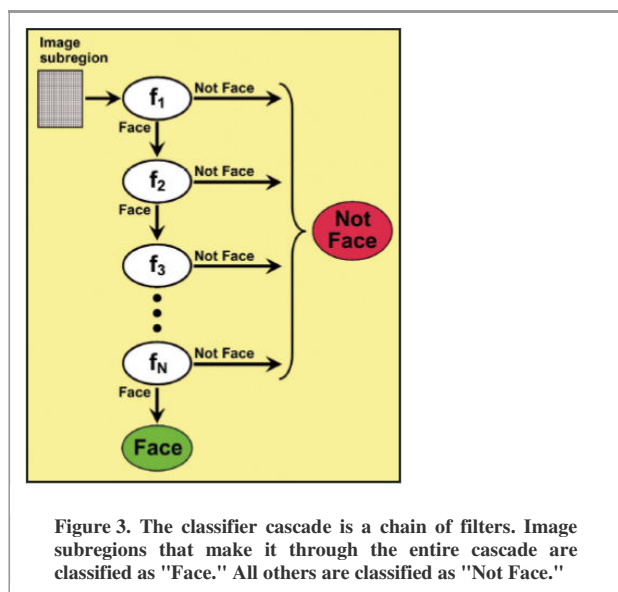 Image
subregion
f1
Not Face
Face
f2
Not Face
Face
f3
Not Face
Not
Face
fN
Not Face
Face
Face
Figure 3. The classifier cascade is a chain of filters. Image
subregions that make it through the entire cascade are
classified as "Face." All others are classified as "Not Face."